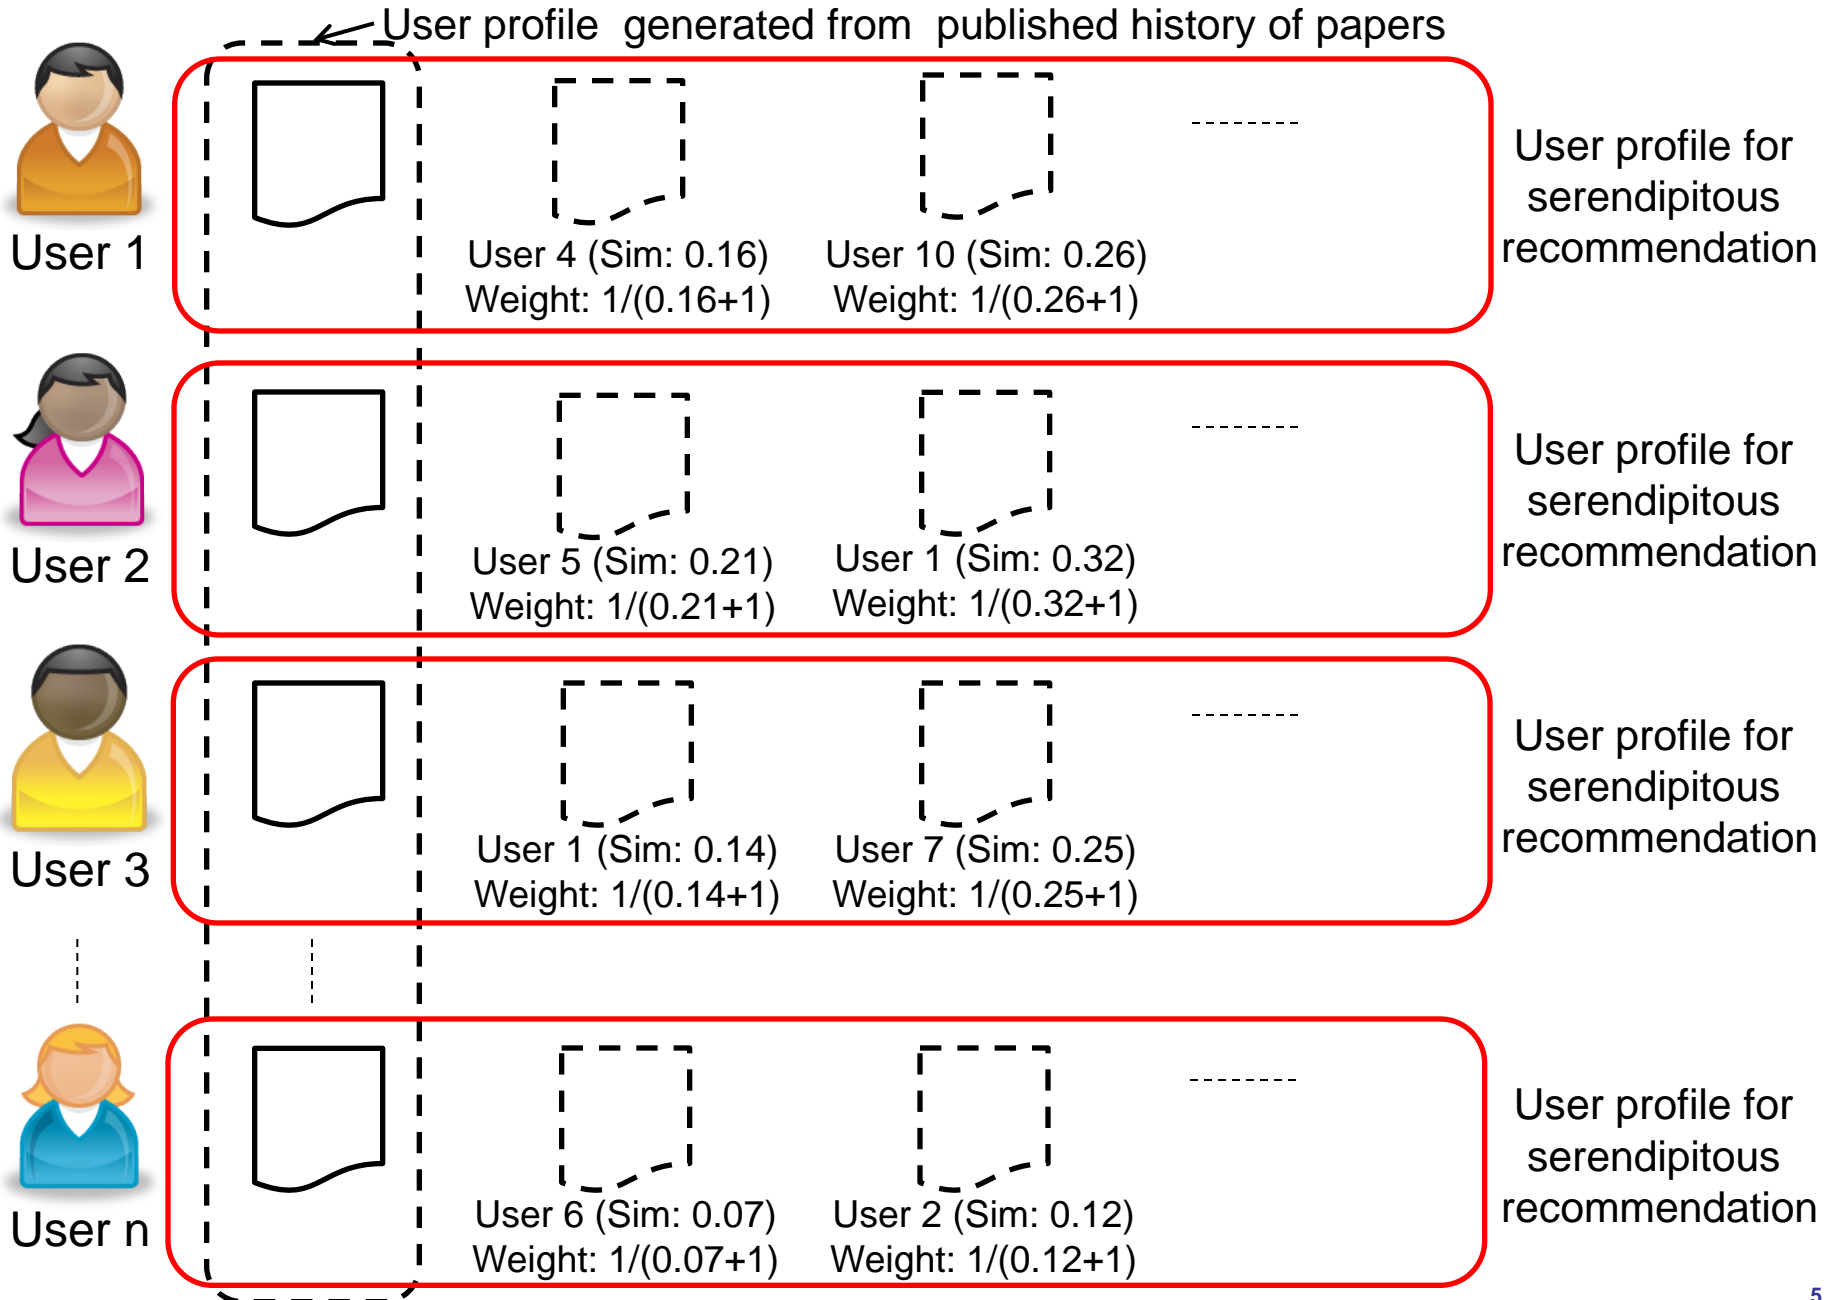 User profile  generated from  published history of papers
User 1
User 4 (Sim: 0.16)
Weight: 1/(0.16+1)
User 10 (Sim: 0.26)
Weight: 1/(0.26+1)
User profile for
serendipitous
recommendation
User 2
User 5 (Sim: 0.21)
Weight: 1/(0.21+1)
User 1 (Sim: 0.32)
Weight: 1/(0.32+1)
User profile for
serendipitous
recommendation
User 3
User 1 (Sim: 0.14)
Weight: 1/(0.14+1)
User 7 (Sim: 0.25)
Weight: 1/(0.25+1)
User profile for
serendipitous
recommendation
User n
User 6 (Sim: 0.07)
Weight: 1/(0.07+1)
User 2 (Sim: 0.12)
Weight: 1/(0.12+1)
User profile for
serendipitous
recommendation
5